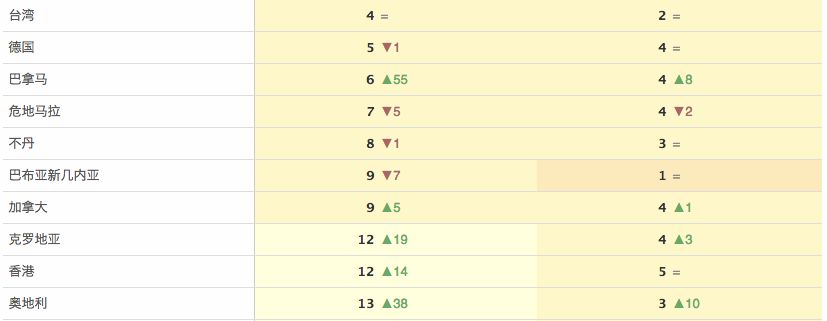 台湾 4 = 2 =
德国 5 ▼1 4 =
巴拿马 6 ▲55 4 ▲8
危地马拉 7 ▼5 4 ▼2
不丹 8 ▼1 3 =
巴布亚新几内亚 9 ▼7 1 =
加拿大 9 ▲5 4 ▲1
克罗地亚 12 ▲19 4 ▲3
香港 12 ▲14 5 =
奥地利 13 ▲38 3 ▲10